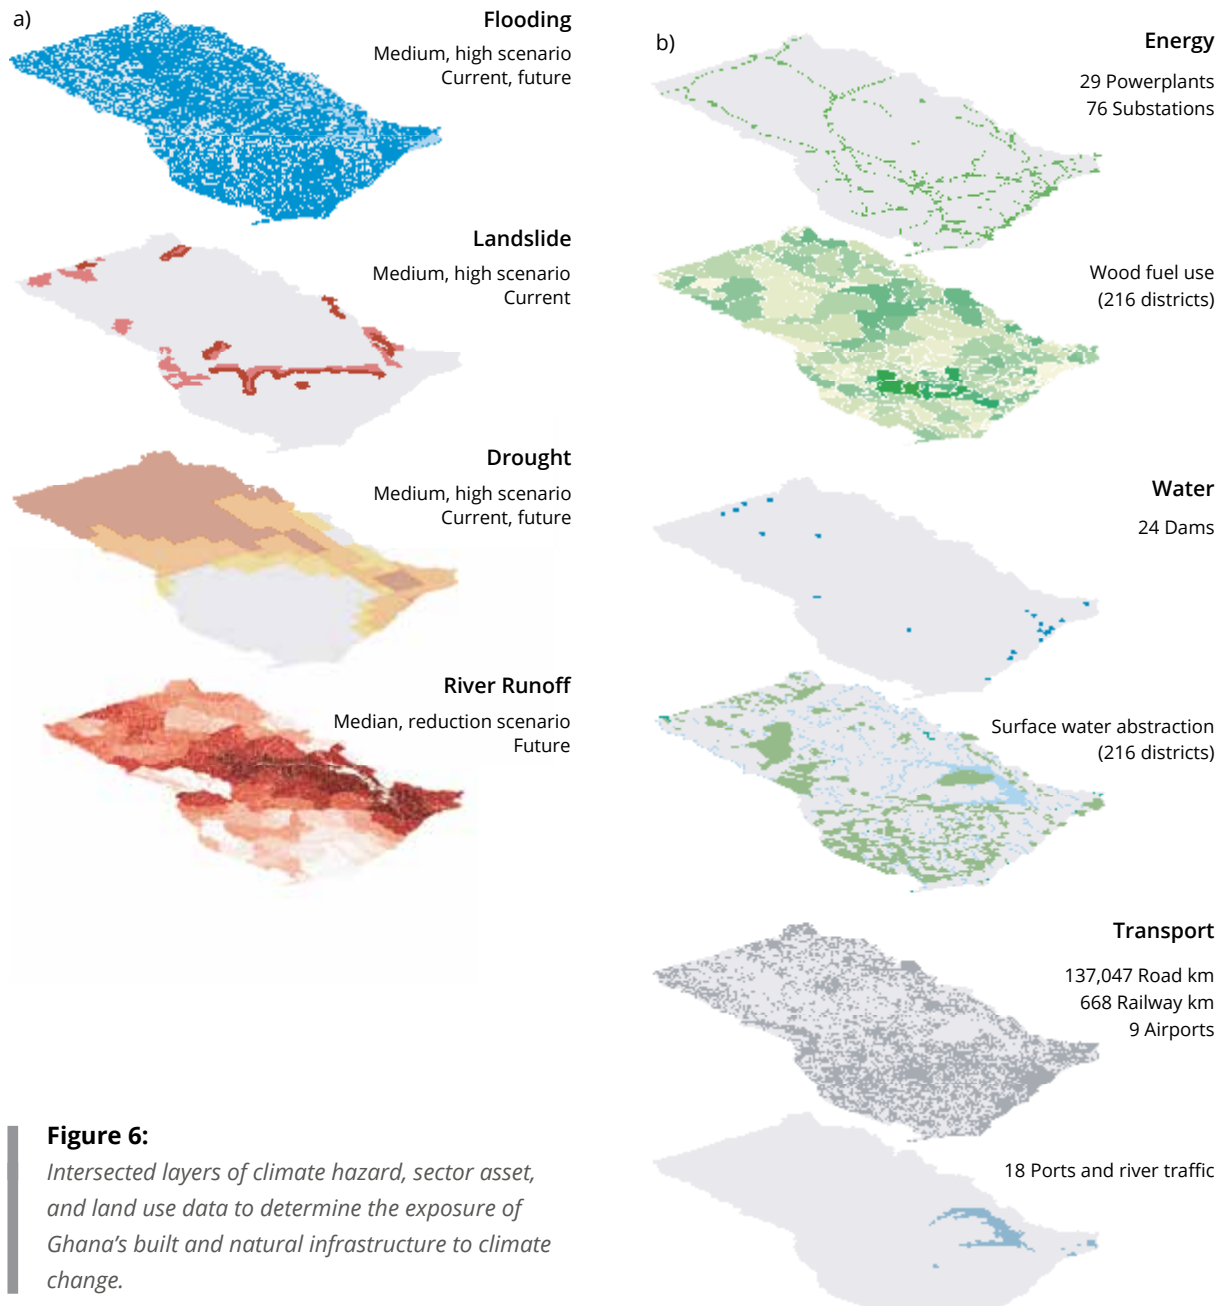 a)
Flooding
Medium, high scenario
Current, future
Landslide
Medium, high scenario
Current
Drought
Medium, high scenario
Current, future
River Runoff
Median, reduction scenario
Future
b)
Energy
29 Powerplants
76 Substations
Wood fuel use
(216 districts)
Water
24 Dams
Surface water abstraction
(216 districts)
Transport
137,047 Road km
668 Railway km
9 Airports
18 Ports and river traffic
Figure 6:
Intersected layers of climate hazard, sector asset,
and land use data to determine the exposure of
Ghana’s built and natural infrastructure to climate
change.